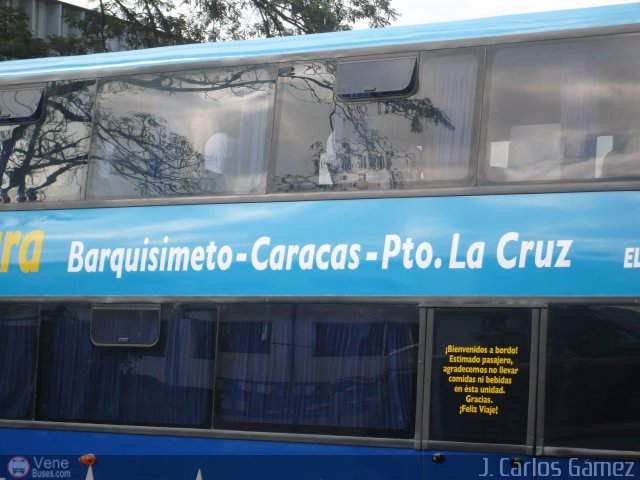 ara
Barquisimeto-Caracas-Pto. La Cruz
EL
¡Bienvenidos a bordo!
Estimado pasajero,
agradecemos no llevar
comidas ni bebidas
en ésta unidad.
Gracias.
¡Feliz Viaje!
Vene
Buses.com
J. Carlos Gámez